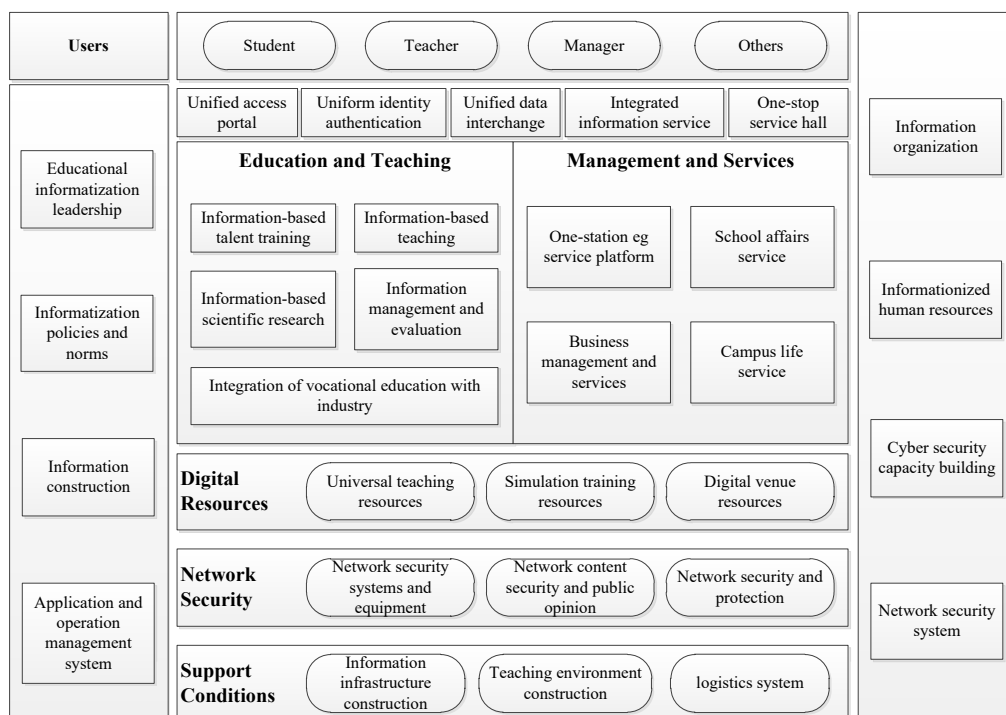 Users
Student
Teacher
Manager
Others
Unified access
portal
Uniform identity
authentication
Unified data
interchange
Integrated
information service
One-stop
service hall
Educational
informatization
leadership
Informatization
policies and
norms
Information
construction
Application and
operation
management
system
Education and Teaching
Information-based
talent training
Information-based
teaching
Information-based
scientific research
Information
management and
evaluation
Integration of vocational education with
industry
Management and Services
One-station eg
service platform
School affairs
service
Business
management and
services
Campus life
service
Digital
Resources
Universal teaching
resources
Simulation training
resources
Digital venue
resources
Network
Security
Network security
systems and
equipment
Network content
security and public
opinion
Network security and
protection
Support
Conditions
Information
infrastructure
construction
Teaching environment
construction
logistics system
Information
organization
Informationized
human resources
Cyber security
capacity building
Network security
system